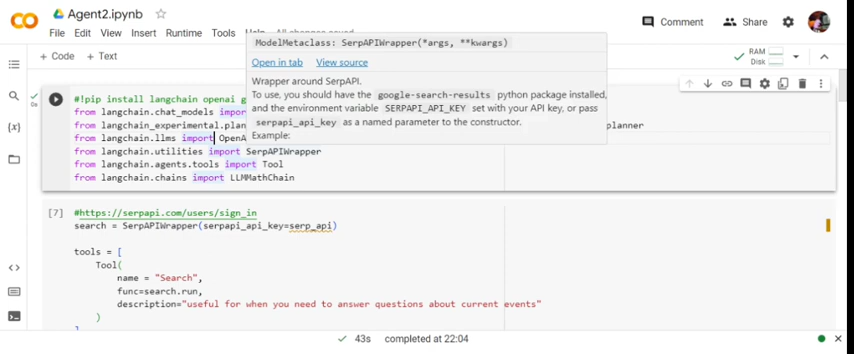 Agent2.ipynb
File Edit View Insert Runtime Tools Help All changes saved
Comment Share
+ Code + Text
RAM
Disk
ModelMetaclass: SerpAPIWrapper(*args, **kwargs)
Open in tab View source
Wrapper around SerpAPI.
To use, you should have the google-search-results python package installed,
and the environment variable SERPAPI_API_KEY set with your API key, or pass
serpapi_api_key as a named parameter to the constructor.
Example:
#!pip install langchain openai g
from langchain.chat_models impor
from langchain_experimental.plan planner
from langchain.llms import OpenA
from langchain.utilities import SerpAPIWrapper
from langchain.agents.tools import Tool
from langchain.chains import LLMMathChain
[7] #https://serpapi.com/users/sign_in
search = SerpAPIWrapper(serpapi_api_key=serp_api)
tools = [
Tool(
name = "Search",
func=search.run,
description="useful for when you need to answer questions about current events"
)
43s completed at 22:04